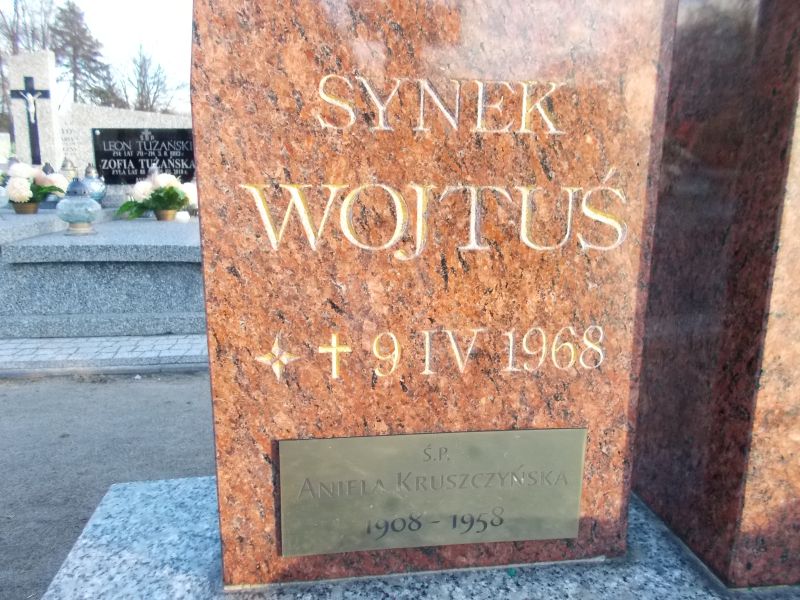 SYNEK
WOJTUŚ
9 IV 1968
Ś.P.
ANIELA KRUSZCZYŃSKA
1908 - 1958
Ś.P.
LEON TUŻAŃSKI
ZOFIA TUŻAŃSKA